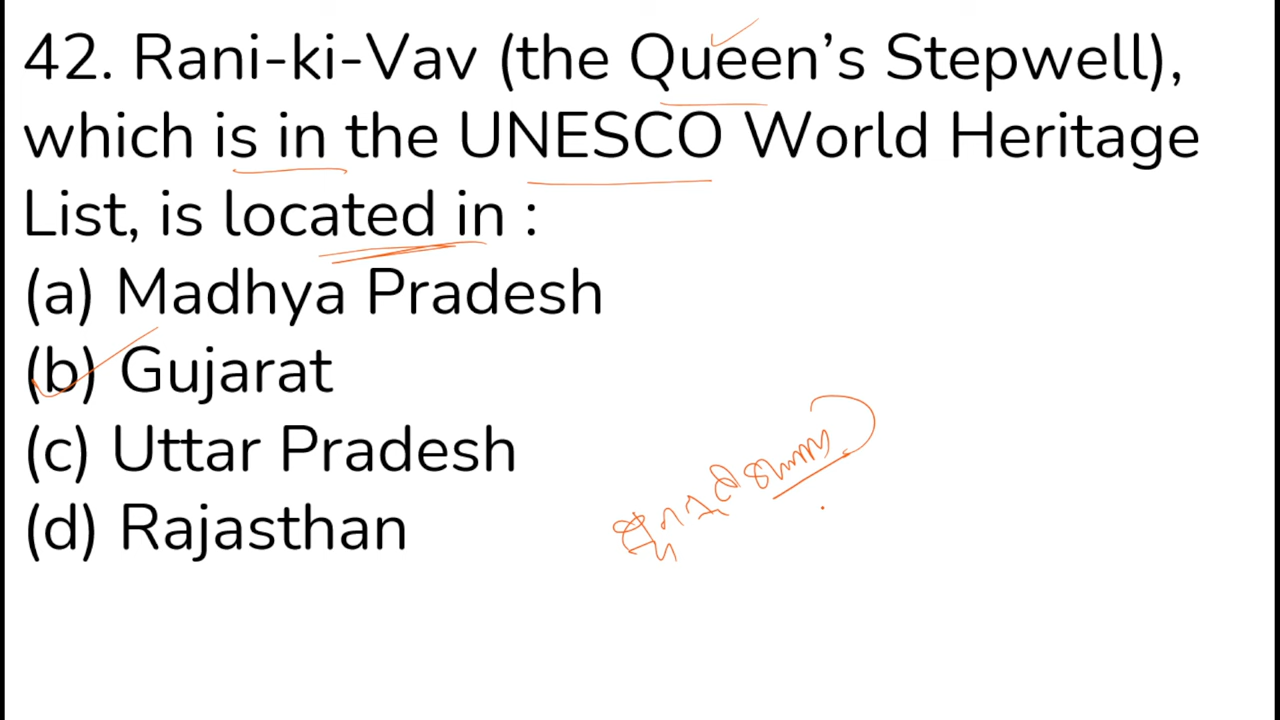 42. Rani-ki-Vav (the Queen’s Stepwell),
which is in the UNESCO World Heritage
List, is located in :
(a) Madhya Pradesh
(b) Gujarat
(c) Uttar Pradesh
(d) Rajasthan